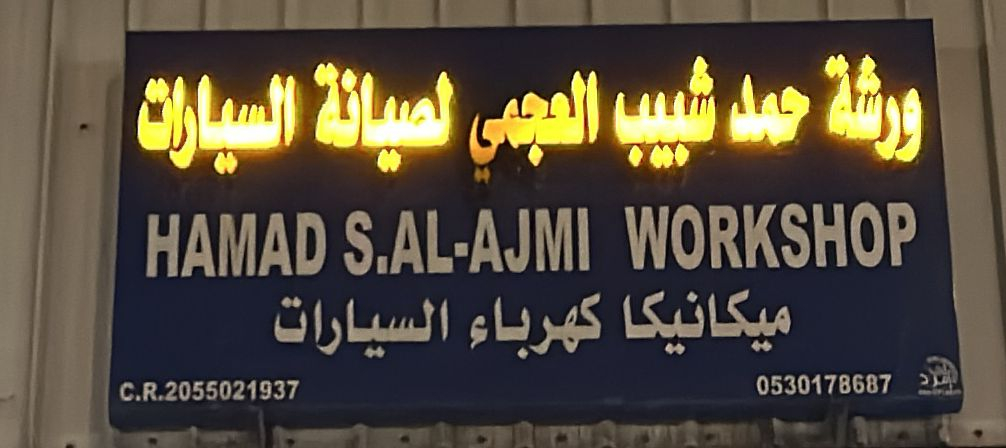 ورشة حمد شبيب العجمي لصيانة السيارات
HAMAD S.AL-AJMI WORKSHOP
ميكانيكا كهرباء السيارات
C.R.2055021937 0530178687